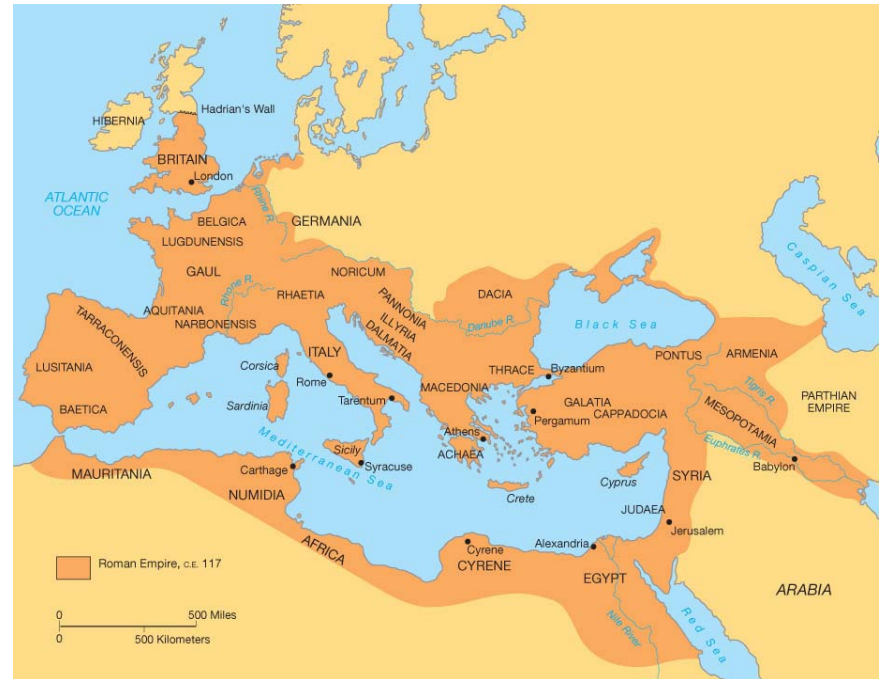 Hadrian's Wall
HIBERNIA
BRITAIN
London
ATLANTIC
OCEAN
Rhine R.
BELGICA
GERMANIA
LUGDUNENSIS
Caspian Sea
GAUL
NORICUM
Rhone R.
RHAETIA
PANNONIA
DACIA
AQUITANIA
ILLYRIA
NARBONENSIS
DALMATIA
Danube R.
Black Sea
TARRACONENSIS
ITALY
PONTUS
ARMENIA
Corsica
LUSITANIA
THRACE
Byzantium
Rome
MACEDONIA
Tigris R.
PARTHIAN
EMPIRE
Tarentum
GALATIA
Sardinia
BAETICA
CAPPADOCIA
MESOPOTAMIA
Pergamum
Athens
Mediterranean Sea
Sicily
ACHAEA
Euphrates R.
Carthage
Syracuse
Babylon
MAURITANIA
SYRIA
Cyprus
NUMIDIA
Crete
JUDAEA
Jerusalem
AFRICA
Cyrene
Alexandria
CYRENE
Roman Empire, C.E. 117
EGYPT
ARABIA
0 500 Miles
Nile River
Red Sea
0 500 Kilometers